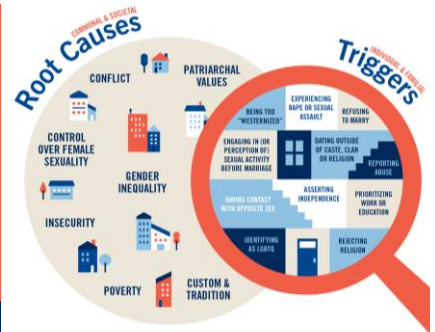 Root Causes
COMMUNAL & SOCIETAL
CONFLICT
PATRIARCHAL
VALUES
CONTROL
OVER FEMALE
SEXUALITY
GENDER
INEQUALITY
INSECURITY
POVERTY
CUSTOM &
TRADITION
Triggers
INDIVIDUAL & FAMILIAL
BEING TOO
"WESTERNIZED"
EXPERIENCING
RAPE OR SEXUAL
ASSAULT
REFUSING
TO MARRY
ENGAGING IN (OR
PERCEPTION OF)
SEXUAL ACTIVITY
BEFORE MARRIAGE
DATING OUTSIDE
OF CASTE, CLAN
OR RELIGION
REPORTING
ABUSE
HAVING CONTACT
WITH OPPOSITE SEX
ASSERTING
INDEPENDENCE
PRIORITIZING
WORK OR
EDUCATION
IDENTIFYING
AS LGBTQ
REJECTING
RELIGION